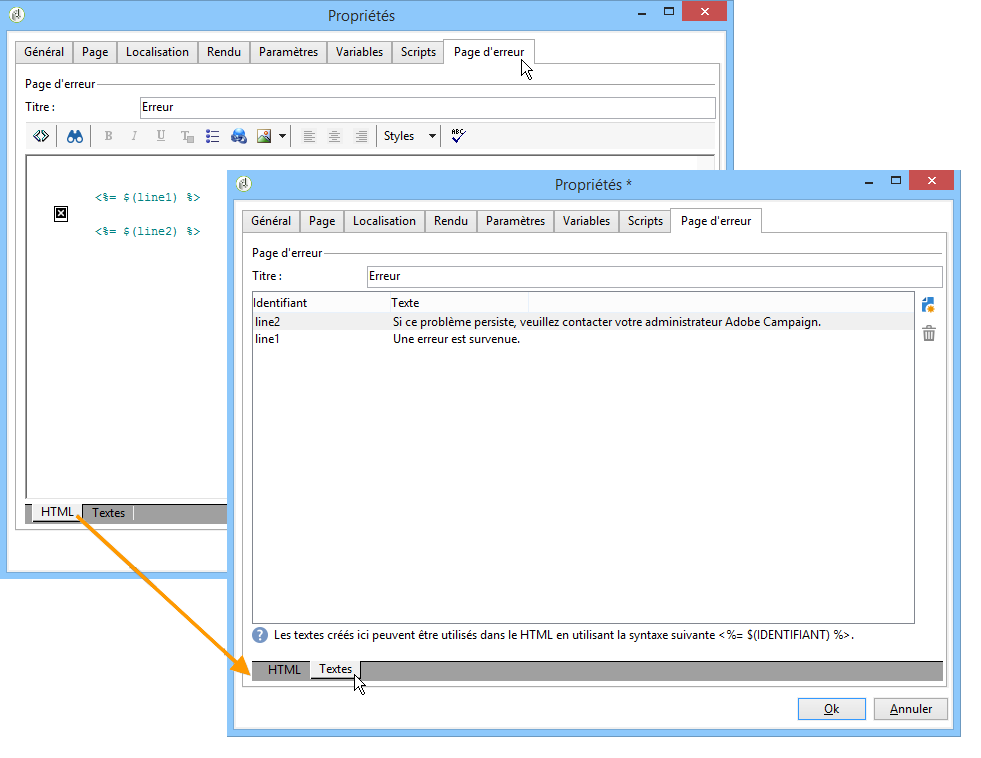 Propriétés
Général Page Localisation Rendu Paramètres Variables Scripts Page d'erreur
Page d'erreur
Titre : Erreur
B I U T Styles ABC
<%= $(line1) %>
<%= $(line2) %>
HTML Textes
Propriétés *
Général Page Localisation Rendu Paramètres Variables Scripts Page d'erreur
Page d'erreur
Titre : Erreur
Identifiant Texte
line2 Si ce problème persiste, veuillez contacter votre administrateur Adobe Campaign.
line1 Une erreur est survenue.
? Les textes créés ici peuvent être utilisés dans le HTML en utilisant la syntaxe suivante <%= $(IDENTIFIANT) %>.
HTML Textes
Ok Annuler